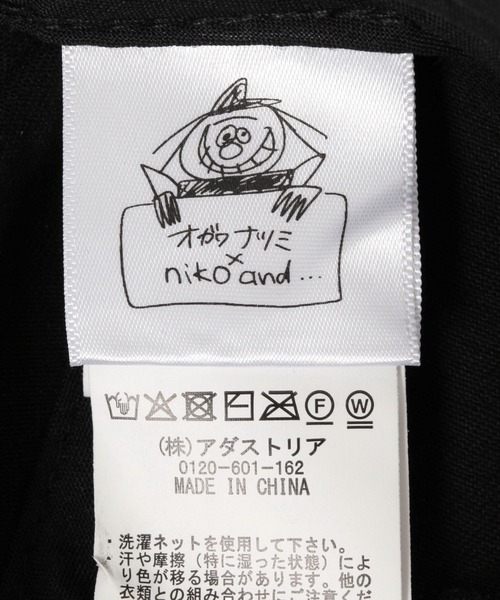 オガワナツミ
×
niko and ...
F W
(株)アダストリア
0120-601-162
MADE IN CHINA
・洗濯ネットを使用して下さい。
・汗や摩擦(特に湿った状態)によ
り色が移る場合があります。他の
衣類との組み合わせにご注意くだ